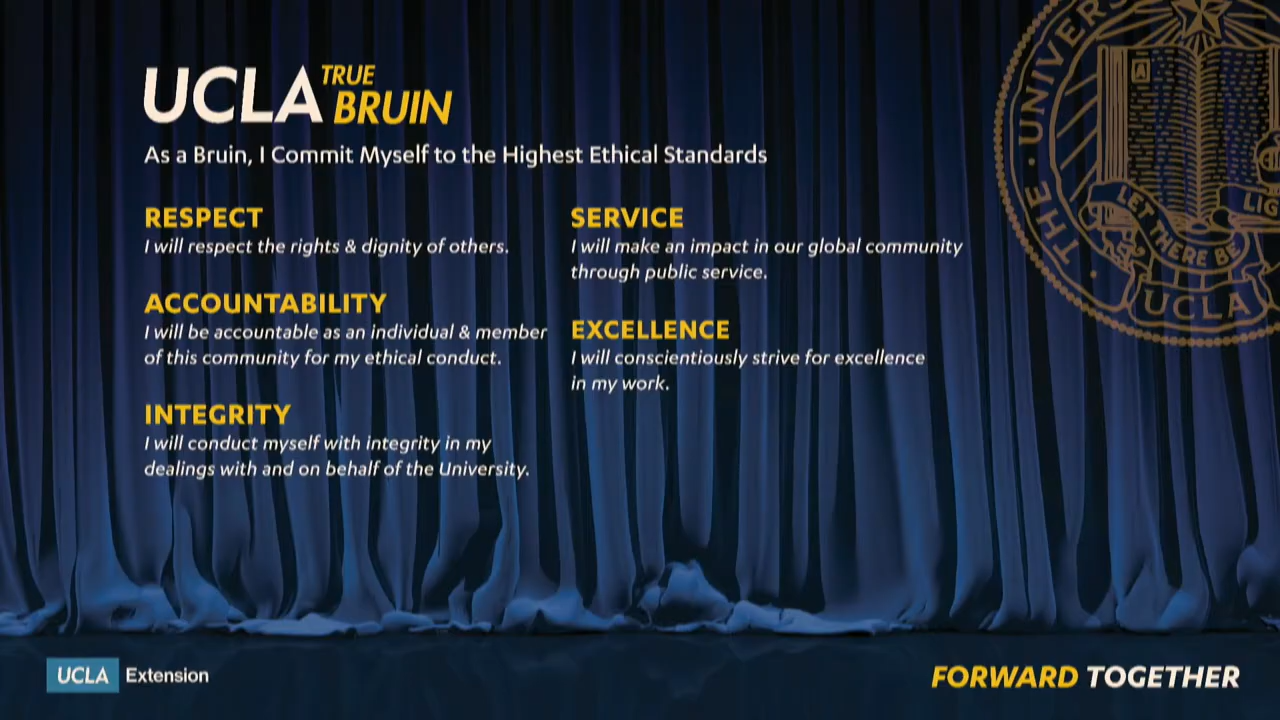 UCLA TRUE BRUIN
As a Bruin, I Commit Myself to the Highest Ethical Standards
RESPECT
I will respect the rights & dignity of others.
ACCOUNTABILITY
I will be accountable as an individual & member
of this community for my ethical conduct.
INTEGRITY
I will conduct myself with integrity in my
dealings with and on behalf of the University.
SERVICE
I will make an impact in our global community
through public service.
EXCELLENCE
I will conscientiously strive for excellence
in my work.
· THE · UNIVER
A
LET THERE BE LIG
UCLA
UCLA Extension
FORWARD TOGETHER